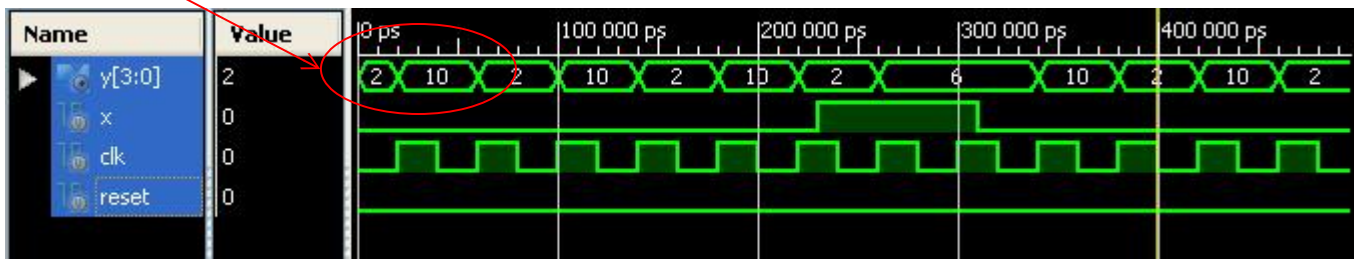 Name Value 0 ps 100 000 ps 200 000 ps 300 000 ps 400 000 ps
y[3:0] 2 2 10 2 10 2 10 2 6 10 2 10 2
x 0
clk 0
reset 0